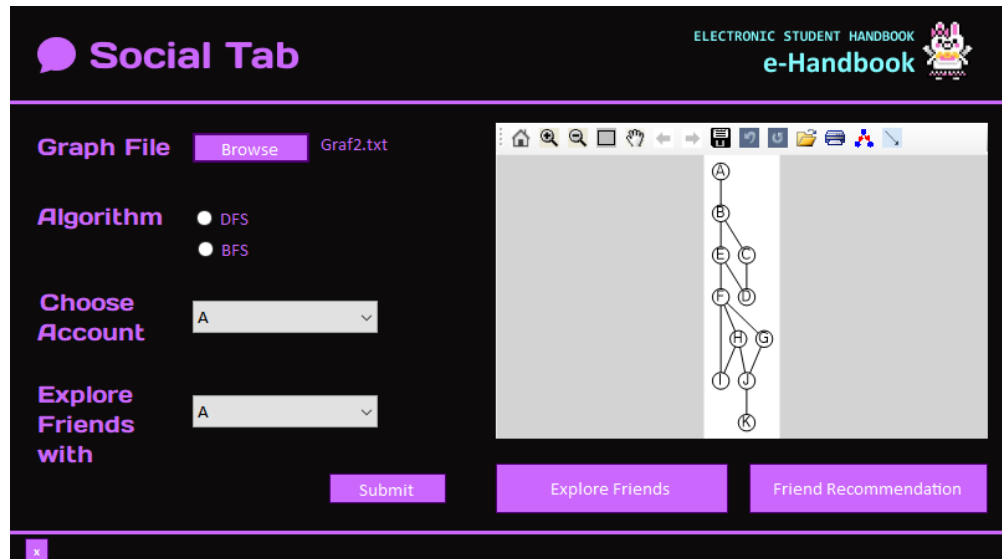 Social Tab
ELECTRONIC STUDENT HANDBOOK
e-Handbook
Graph File
Browse
Graf2.txt
Algorithm
DFS
BFS
Choose
Account
A
Explore
Friends
with
A
Submit
A
B
E C
F D
H G
I J
K
Explore Friends
Friend Recommendation
x